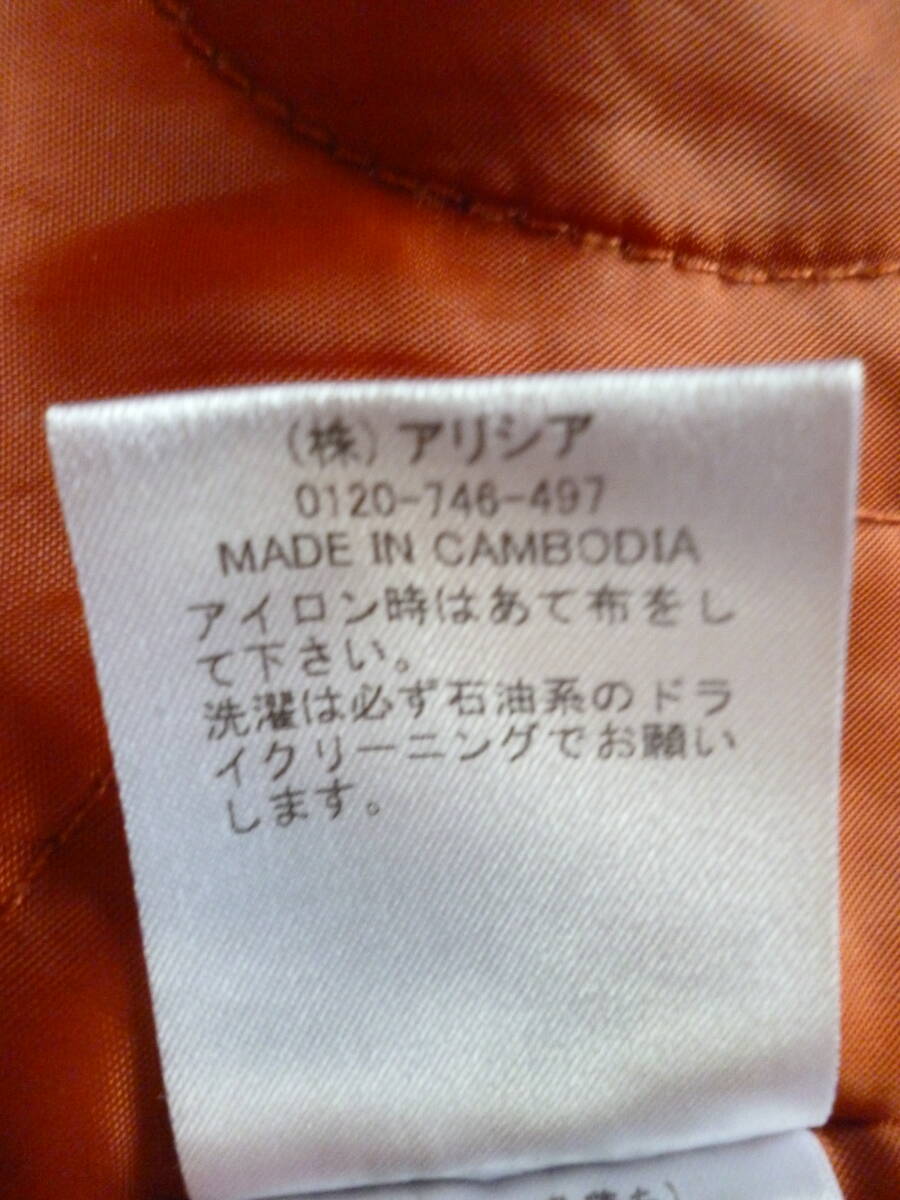 (株)アリシア
0120-746-497
MADE IN CAMBODIA
アイロン時はあて布をし
て下さい。
洗濯は必ず石油系のドラ
イクリーニングでお願い
します。